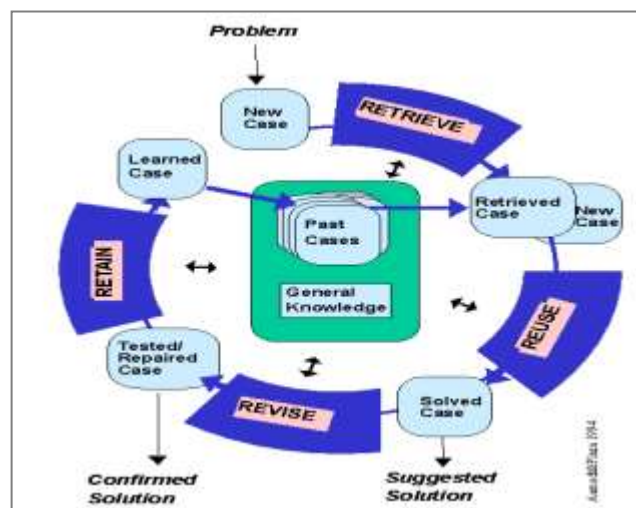 Problem
New
Case
RETRIEVE
Learned
Case
Past
Cases
Retrieved
Case
New
Case
RETAIN
General
Knowledge
REUSE
Tested/
Repaired
Case
REVISE
Solved
Case
Confirmed
Solution
Suggested
Solution
1994